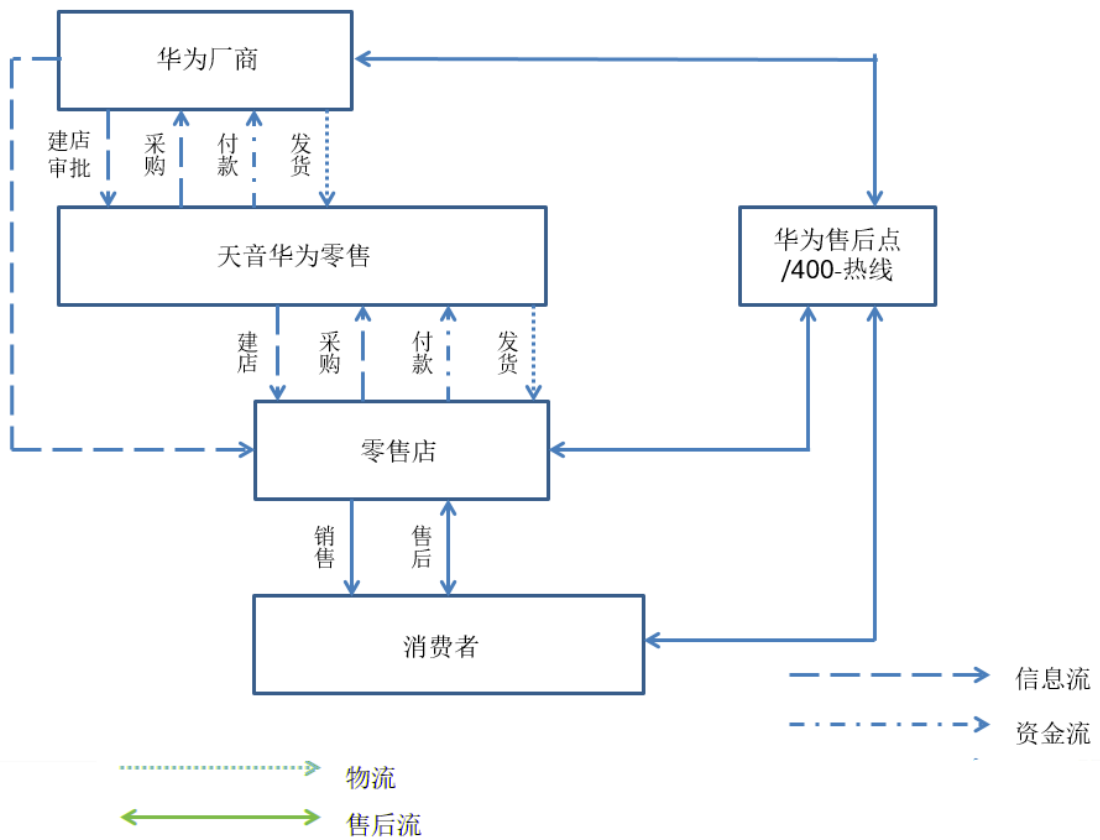 华为厂商
建店
审批
采购
付款
发货
天音华为零售
华为售后点
/400-热线
建店
采购
付款
发货
零售店
销售
售后
消费者
信息流
资金流
物流
售后流